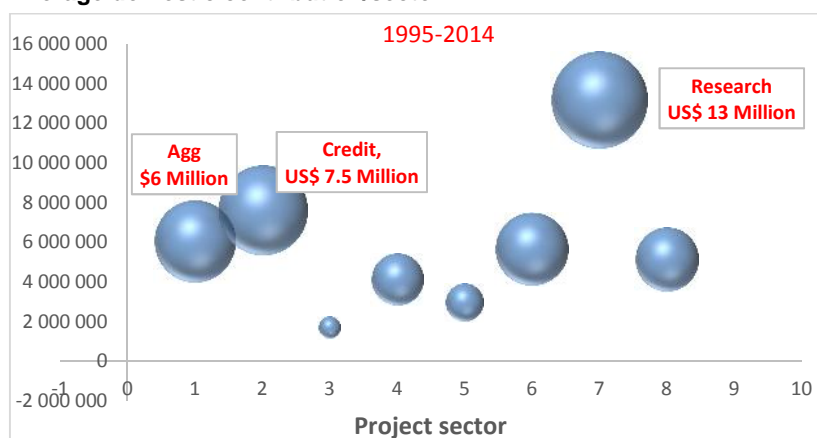 1995-2014
16 000 000
14 000 000
12 000 000
10 000 000
8 000 000
6 000 000
4 000 000
2 000 000
0
-2 000 000
Agg
$6 Million
Credit,
US$ 7.5 Million
Research
US$ 13 Million
-1 0 1 2 3 4 5 6 7 8 9 10
Project sector